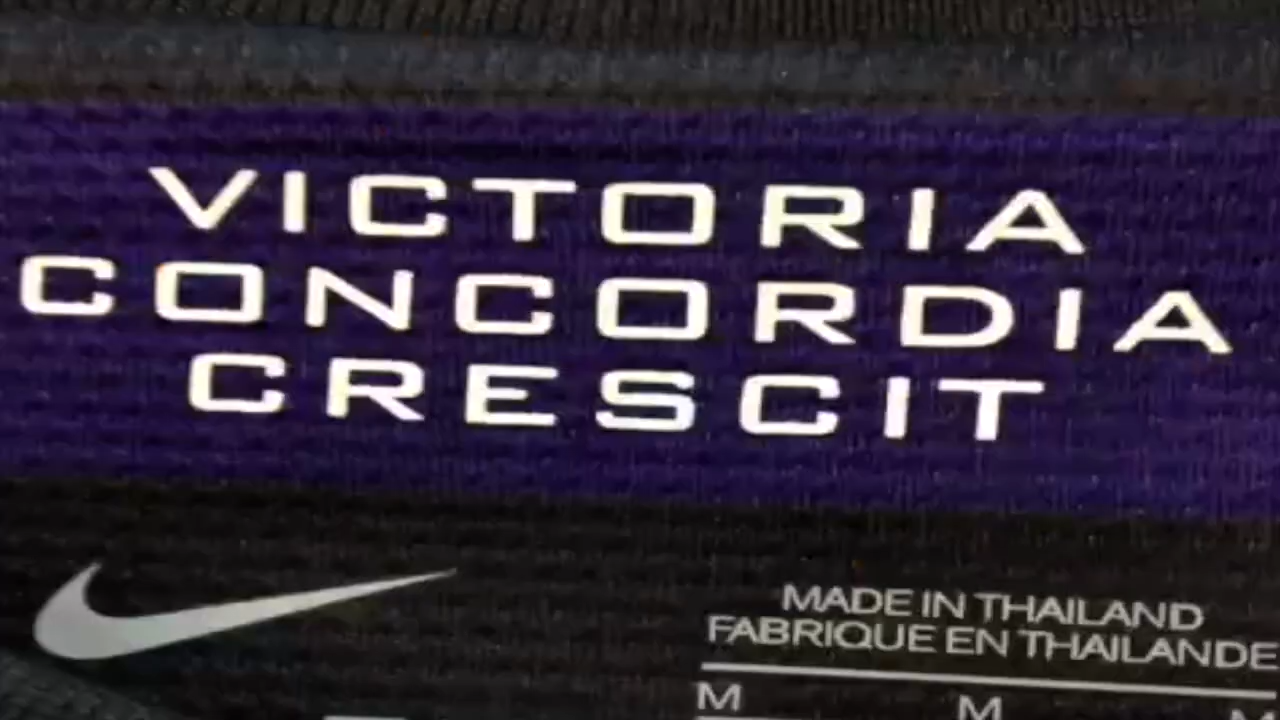 VICTORIA
CONCORDIA
CRESCIT
MADE IN THAILAND
FABRIQUE EN THAILANDE
M M M